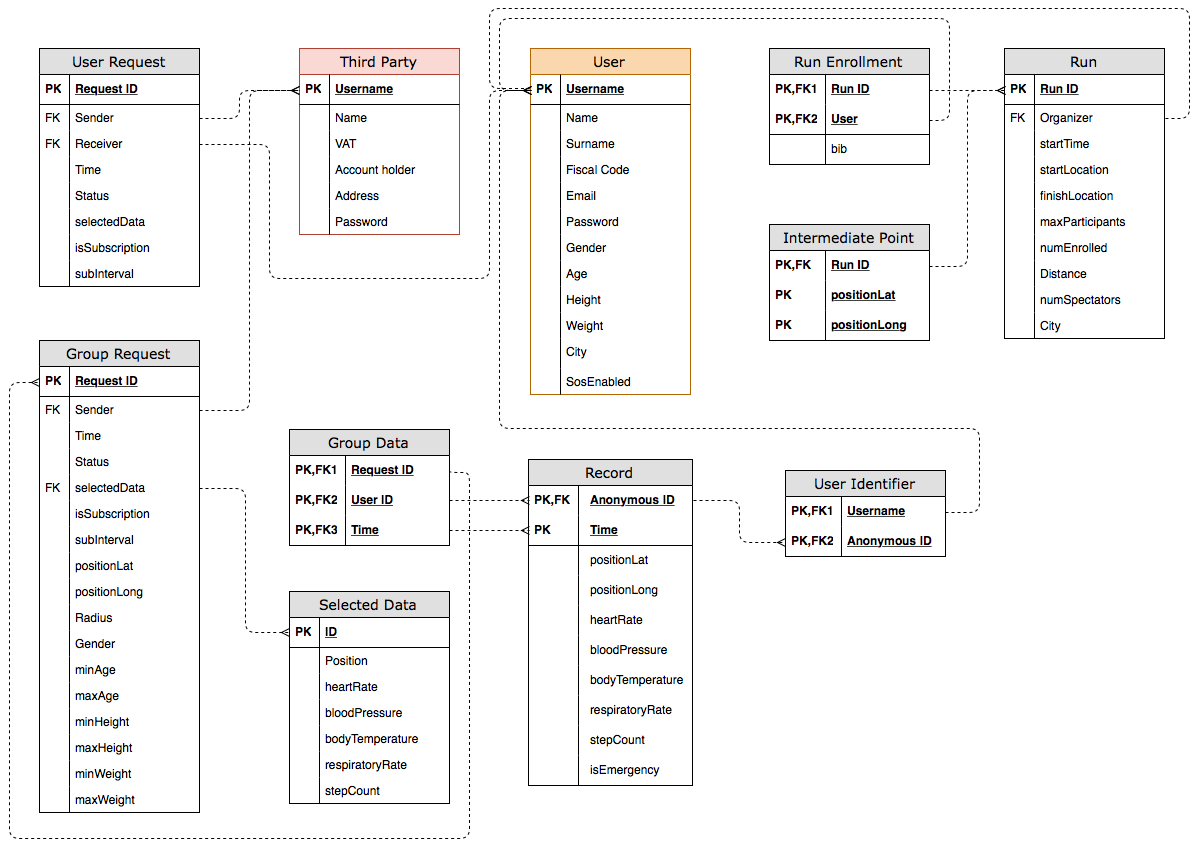 User Request
PK Request ID
FK Sender
FK Receiver
Time
Status
selectedData
isSubscription
subInterval
Third Party
PK Username
Name
VAT
Account holder
Address
Password
User
PK Username
Name
Surname
Fiscal Code
Email
Password
Gender
Age
Height
Weight
City
SosEnabled
Run Enrollment
PK,FK1 Run ID
PK,FK2 User
bib
Run
PK Run ID
FK Organizer
startTime
startLocation
finishLocation
maxParticipants
numEnrolled
Distance
numSpectators
City
Intermediate Point
PK,FK Run ID
PK positionLat
PK positionLong
Group Request
PK Request ID
FK Sender
Time
Status
FK selectedData
isSubscription
subInterval
positionLat
positionLong
Radius
Gender
minAge
maxAge
minHeight
maxHeight
minWeight
maxWeight
Group Data
PK,FK1 Request ID
PK,FK2 User ID
PK,FK3 Time
Selected Data
PK ID
Position
heartRate
bloodPressure
bodyTemperature
respiratoryRate
stepCount
Record
PK,FK Anonymous ID
PK Time
positionLat
positionLong
heartRate
bloodPressure
bodyTemperature
respiratoryRate
stepCount
isEmergency
User Identifier
PK,FK1 Username
PK,FK2 Anonymous ID